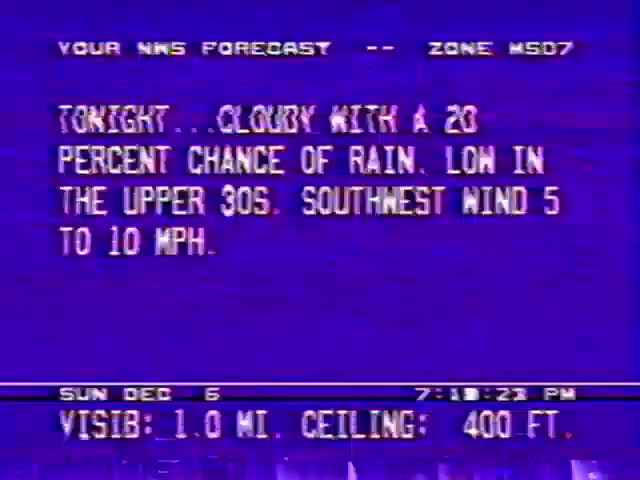 YOUR NWS FORECAST -- ZONE MS07
TONIGHT...CLOUDY WITH A 20
PERCENT CHANCE OF RAIN. LOW IN
THE UPPER 30S. SOUTHWEST WIND 5
TO 10 MPH.
SUN DEC 6 PM
VISIB: 1.0 MI. CEILING: 400 FT.